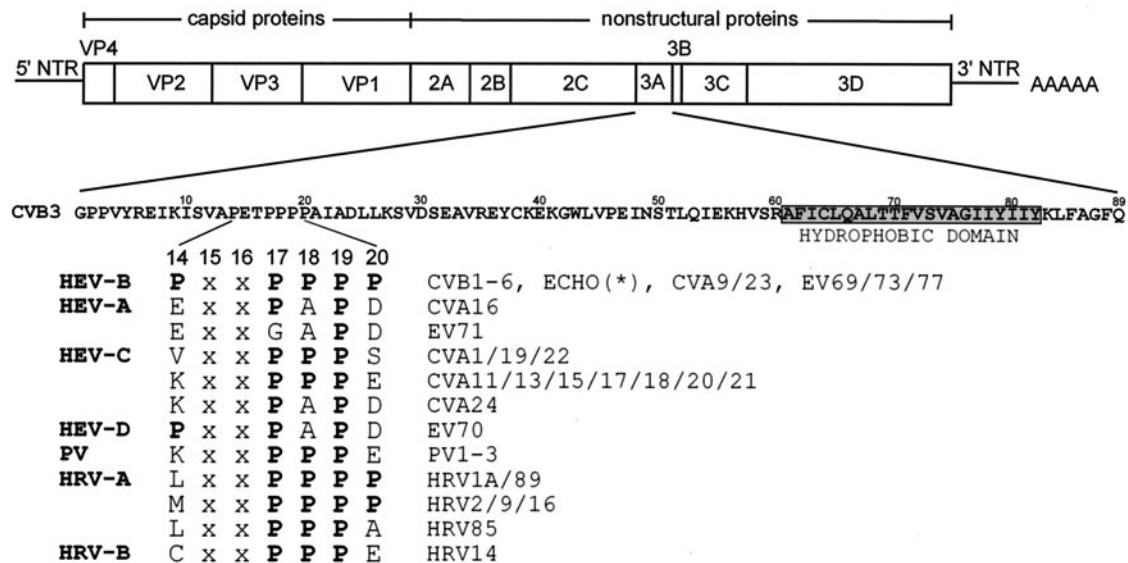 capsid proteins nonstructural proteins
VP4 3B
5' NTR VP2 VP3 VP1 2A 2B 2C 3A 3C 3D 3' NTR AAAAA
10 20 30 40 50 60 70 80 89
CVB3 GPPVYREIKISVAPETPPPPAIADLLKSVDSEAVREYCKEKGWLVPEINSTLQIEKHVSRAFICLQALTTFVSVAGIIYIIYKLFAGFQ
HYDROPHOBIC DOMAIN
14 15 16 17 18 19 20
HEV-B P x x P P P P CVB1-6, ECHO(*), CVA9/23, EV69/73/77
HEV-A E x x P A P D CVA16
E x x G A P D EV71
HEV-C V x x P P P S CVA1/19/22
K x x P P P E CVA11/13/15/17/18/20/21
K x x P A P D CVA24
HEV-D P x x P A P D EV70
PV K x x P P P E PV1-3
HRV-A L x x P P P P HRV1A/89
M x x P P P P HRV2/9/16
L x x P P P A HRV85
HRV-B C x x P P P E HRV14